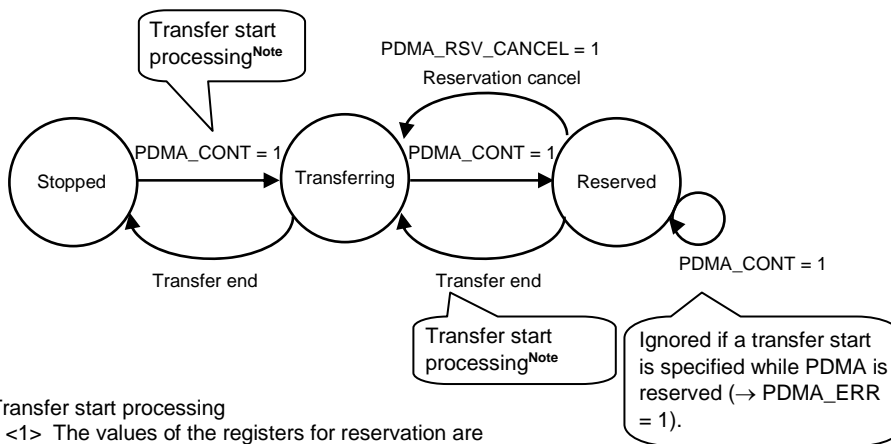 Transfer start
processingNote
PDMA_RSV_CANCEL = 1
Reservation cancel
PDMA_CONT = 1
PDMA_CONT = 1
Stopped
Transferring
Reserved
Transfer end
Transfer end
PDMA_CONT = 1
Transfer start
processingNote
Ignored if a transfer start
is specified while PDMA is
reserved (→ PDMA_ERR
= 1).
Transfer start processing
<1> The values of the registers for reservation are